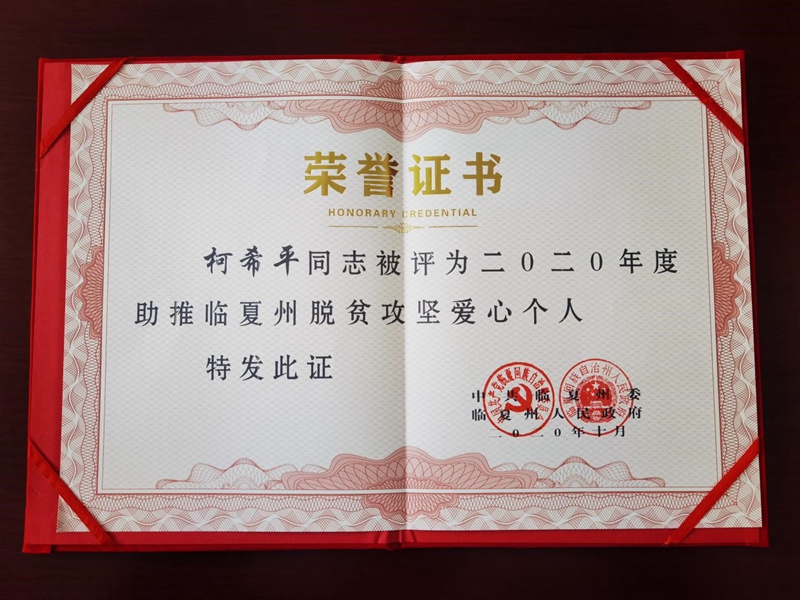 荣誉证书
HONORARY CREDENTIAL
柯希平同志被评为二〇二〇年度
助推临夏州脱贫攻坚爱心个人
特发此证
中共临夏州委
临夏州人民政府
二〇二〇年十月